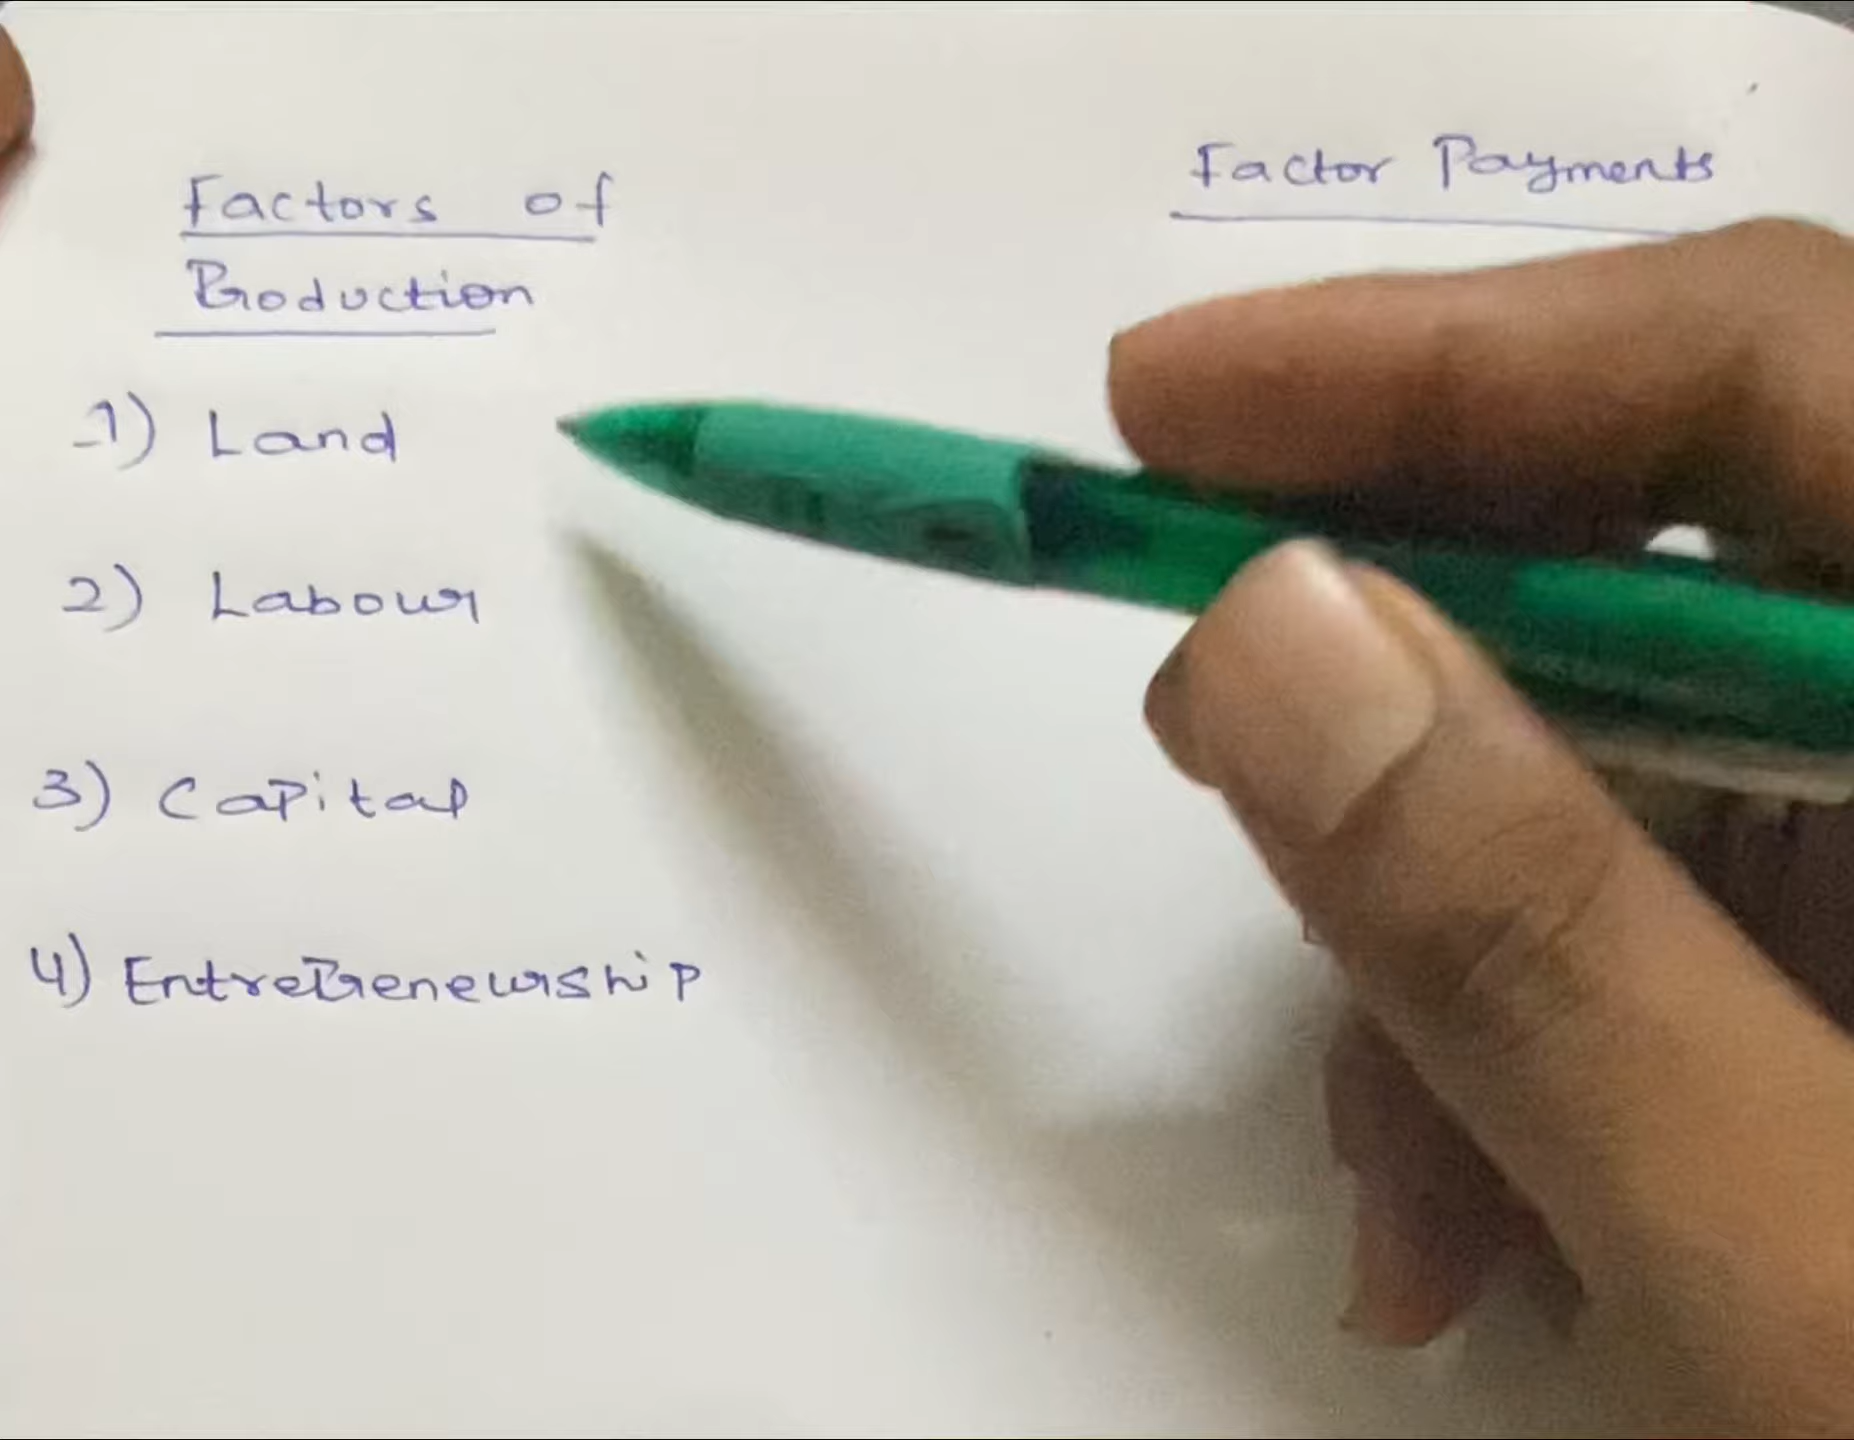 Factors of
Production
Factor Payments
1) Land
2) Labour
3) Capital
4) Entrepreneurship